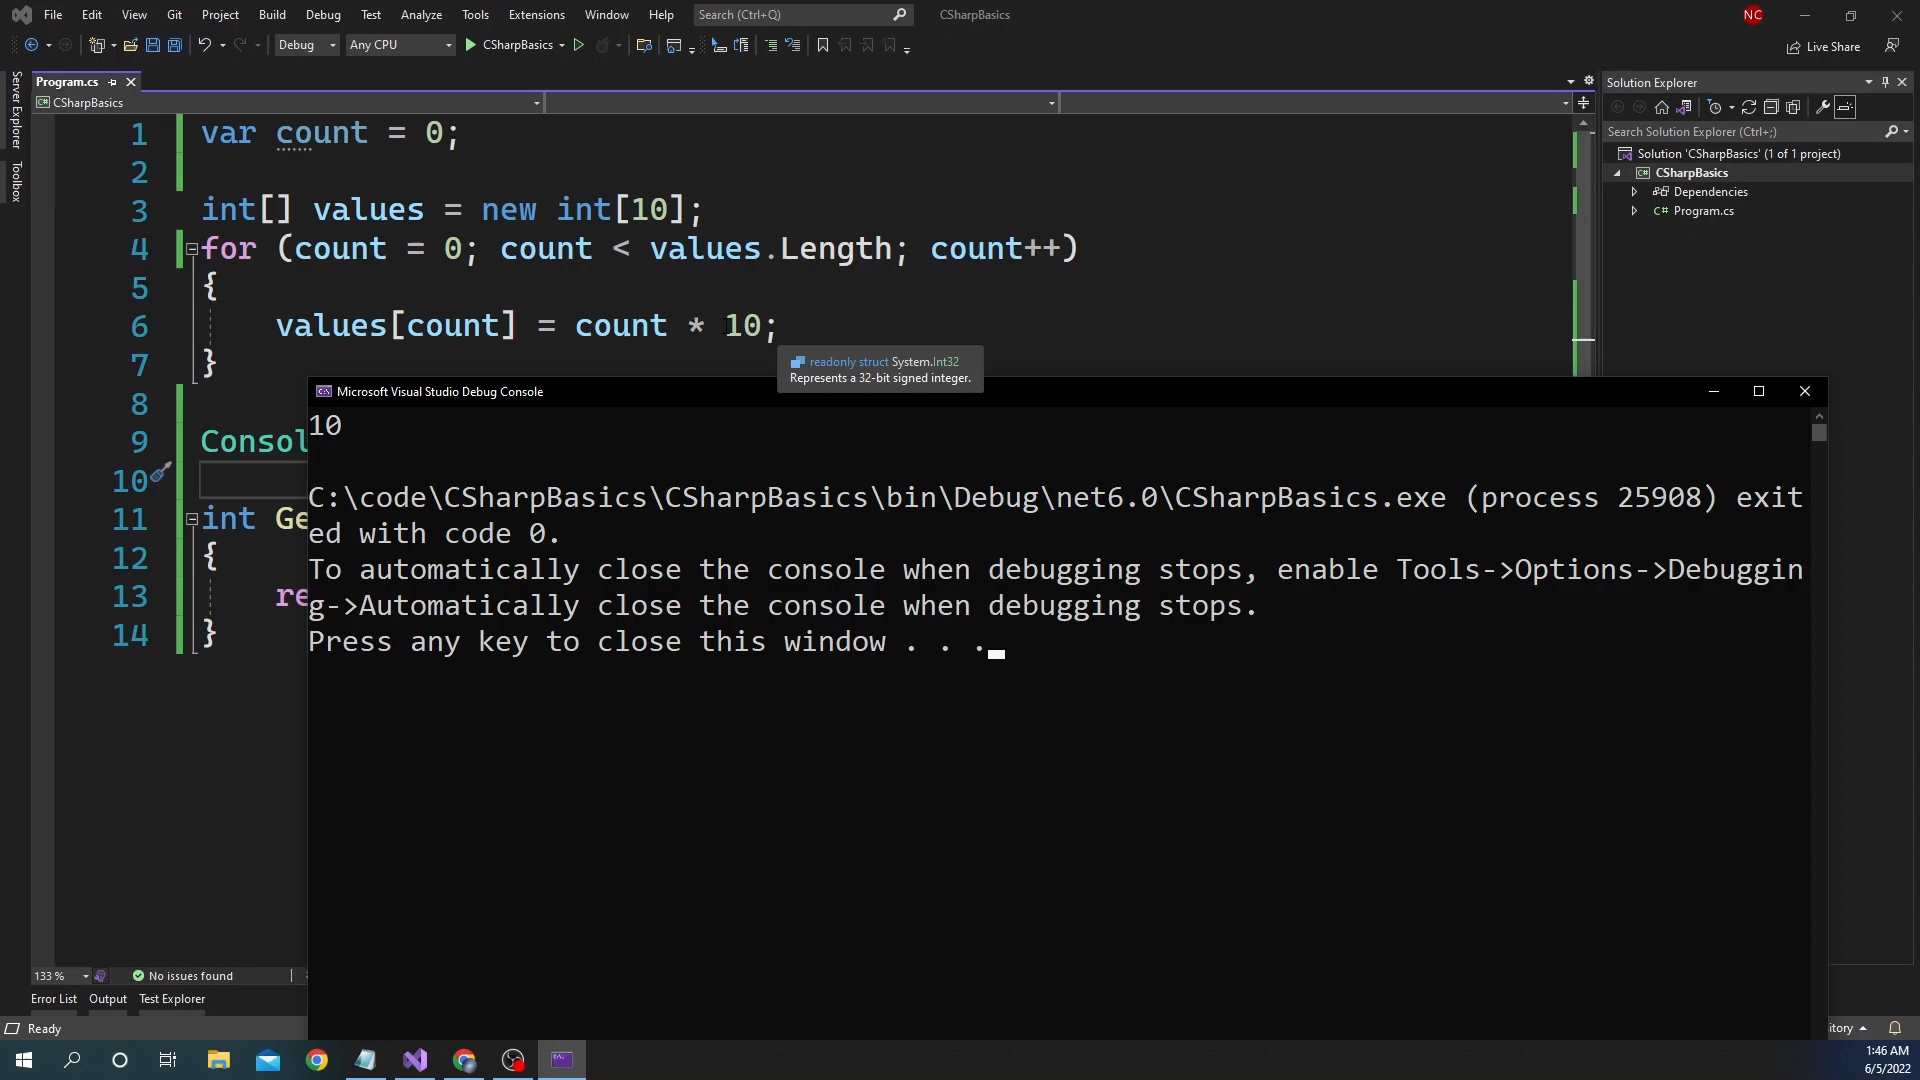 File Edit View Git Project Build Debug Test Analyze Tools Extensions Window Help Search (Ctrl+Q) CSharpBasics NC
Debug Any CPU CSharpBasics Live Share
Server Explorer
Toolbox
Program.cs
CSharpBasics
1 var count = 0;
2
3 int[] values = new int[10];
4 for (count = 0; count < values.Length; count++)
5 {
6 values[count] = count * 10;
7 }
8
9 Consol
10
11 int Ge
12 {
13 re
14 }
readonly struct System.Int32
Represents a 32-bit signed integer.
Microsoft Visual Studio Debug Console
10
C:\code\CSharpBasics\CSharpBasics\bin\Debug\net6.0\CSharpBasics.exe (process 25908) exit
ed with code 0.
To automatically close the console when debugging stops, enable Tools->Options->Debuggin
g->Automatically close the console when debugging stops.
Press any key to close this window . . .
Solution Explorer
Search Solution Explorer (Ctrl+;)
Solution 'CSharpBasics' (1 of 1 project)
C# CSharpBasics
Dependencies
C# Program.cs
133 % No issues found
Error List Output Test Explorer
Ready
itory
1:46 AM
6/5/2022